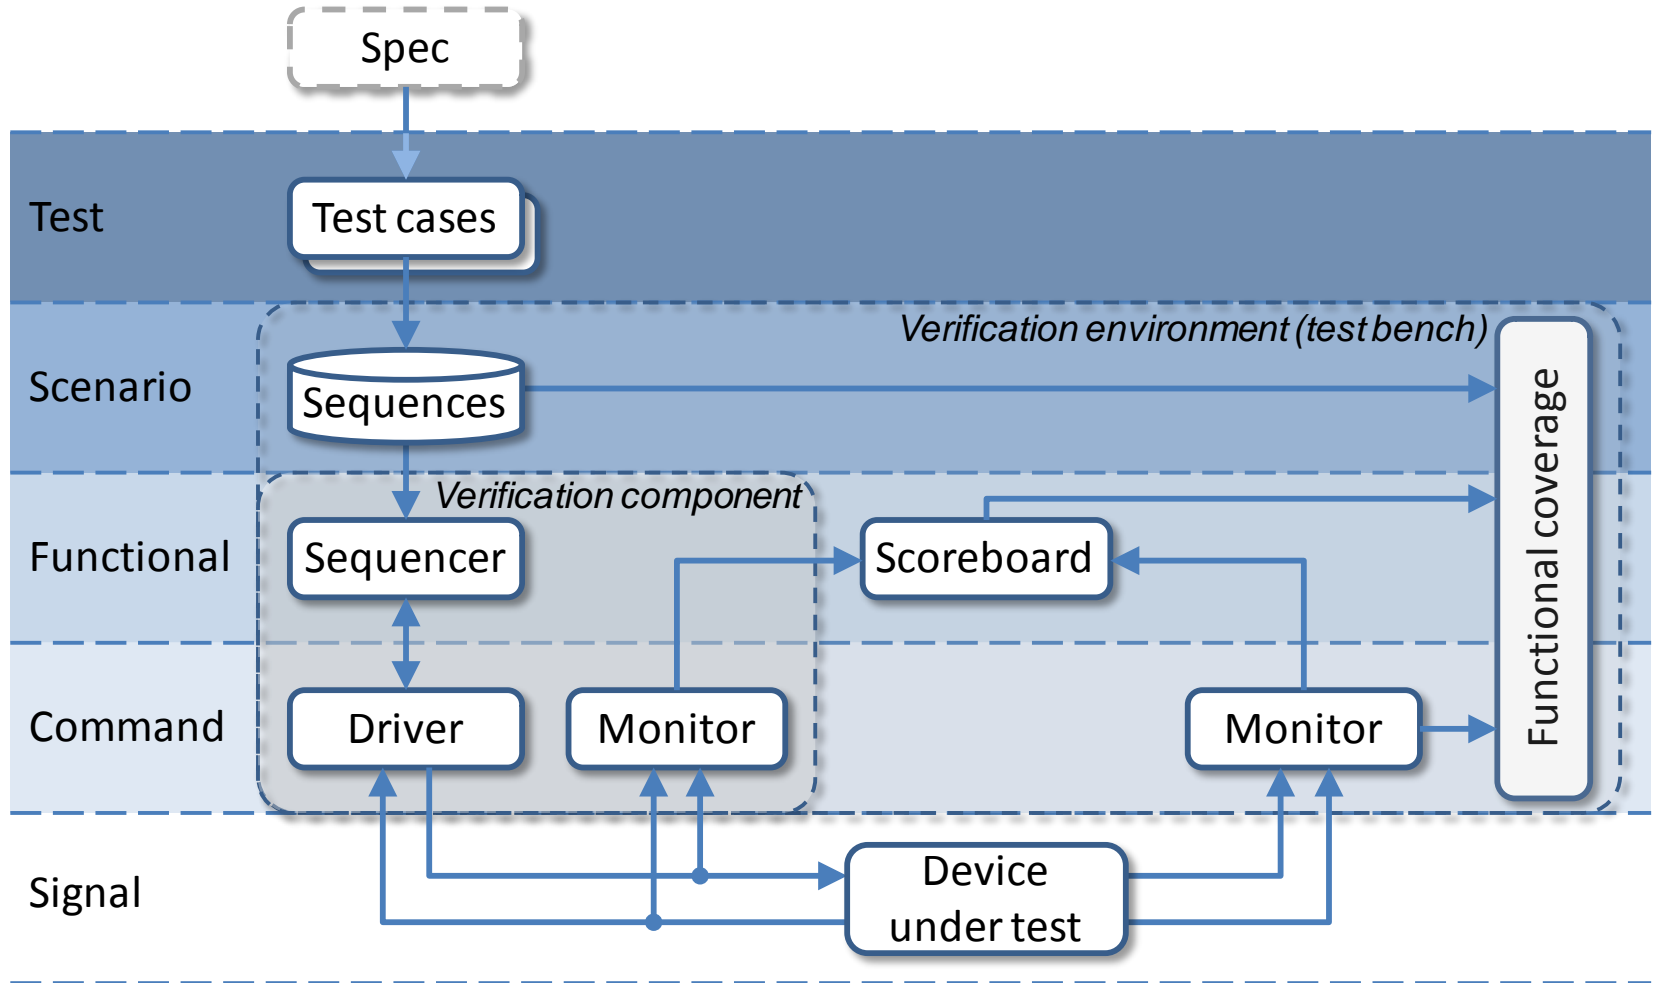 Spec
Test
Test cases
Verification environment (test bench)
Scenario
Sequences
Functional coverage
Verification component
Functional
Sequencer
Scoreboard
Command
Driver
Monitor
Monitor
Signal
Device
under test